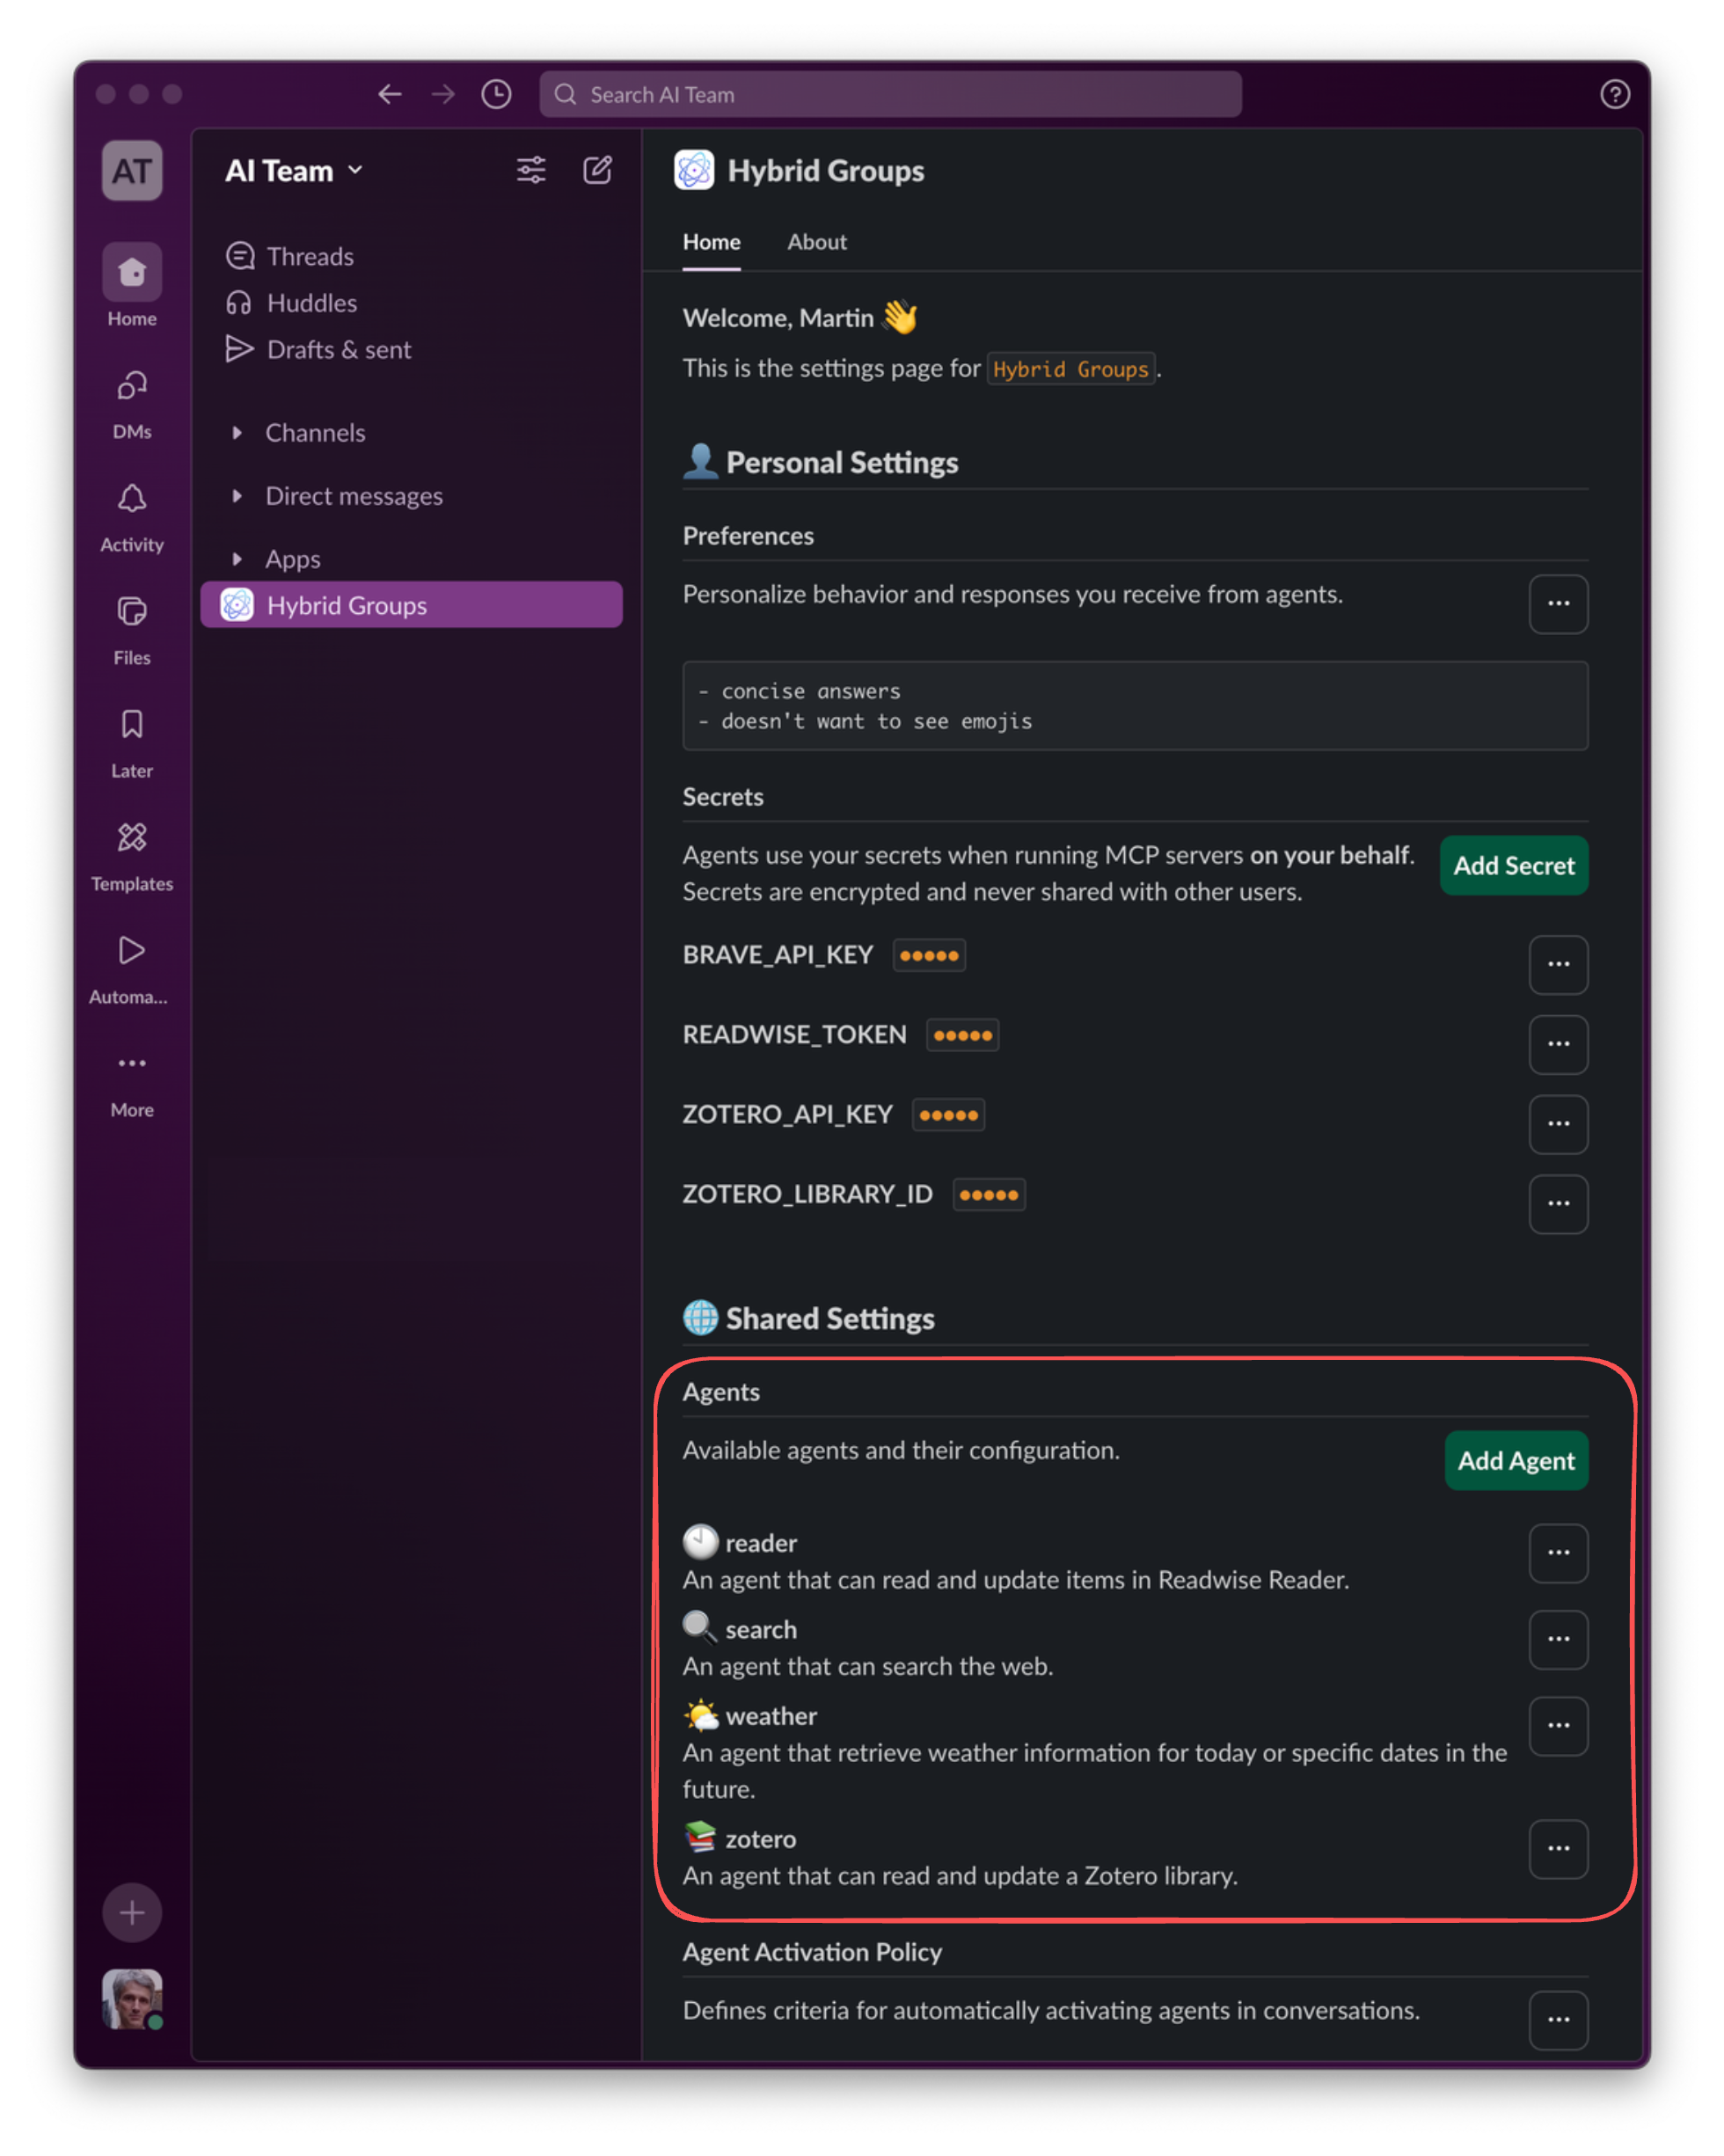 Search AI Team
AT
Home
DMs
Activity
Files
Later
Templates
Automa...
More
AI Team
Threads
Huddles
Drafts & sent
Channels
Direct messages
Apps
Hybrid Groups
Hybrid Groups
Home About
Welcome, Martin 👋
This is the settings page for Hybrid Groups.
👤 Personal Settings
Preferences
Personalize behavior and responses you receive from agents.
- concise answers
- doesn't want to see emojis
Secrets
Agents use your secrets when running MCP servers on your behalf.
Secrets are encrypted and never shared with other users.
Add Secret
BRAVE_API_KEY •••••
READWISE_TOKEN •••••
ZOTERO_API_KEY •••••
ZOTERO_LIBRARY_ID •••••
🌐 Shared Settings
Agents
Available agents and their configuration.
Add Agent
🕙 reader
An agent that can read and update items in Readwise Reader.
🔍 search
An agent that can search the web.
🌤️ weather
An agent that retrieve weather information for today or specific dates in the
future.
📚 zotero
An agent that can read and update a Zotero library.
Agent Activation Policy
Defines criteria for automatically activating agents in conversations.